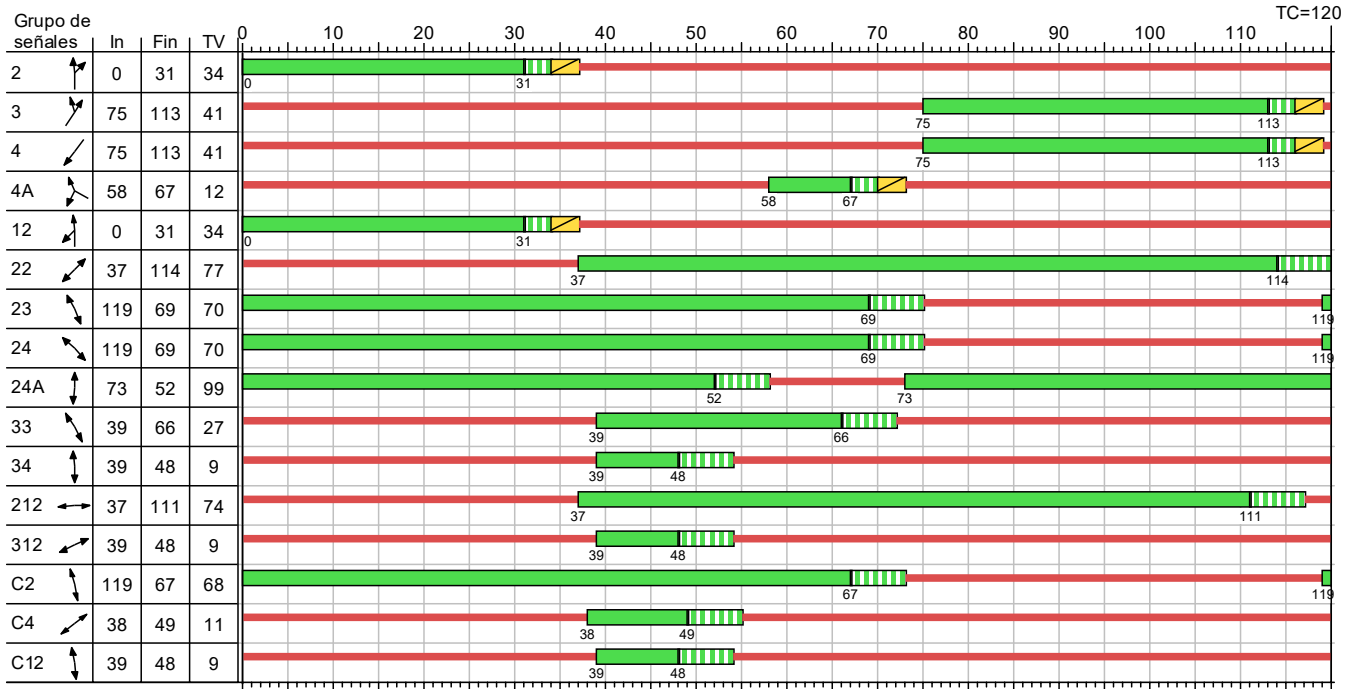 TC=120
Grupo de
señales In Fin TV 0 10 20 30 40 50 60 70 80 90 100 110
2 0 31 34
0 31
3 75 113 41
75 113
4 75 113 41
75 113
4A 58 67 12
58 67
12 0 31 34
0 31
22 37 114 77
37 114
23 119 69 70
69 119
24 119 69 70
69 119
24A 73 52 99
52 73
33 39 66 27
39 66
34 39 48 9
39 48
212 37 111 74
37 111
312 39 48 9
39 48
C2 119 67 68
67 119
C4 38 49 11
38 49
C12 39 48 9
39 48